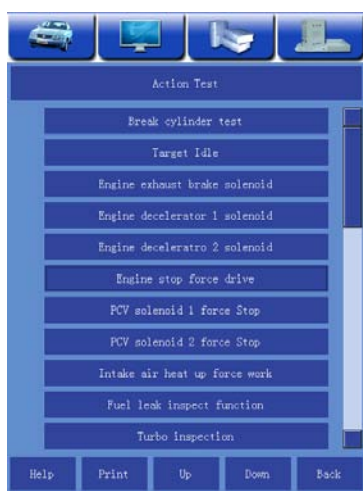 Action Test
Break cylinder test
Target Idle
Engine exhaust brake solenoid
Engine decelerator 1 solenoid
Engine deceleratro 2 solenoid
Engine stop force drive
PCV solenoid 1 force Stop
PCV solenoid 2 force Stop
Intake air heat up force work
Fuel leak inspect function
Turbo inspection
Help Print Up Down Back